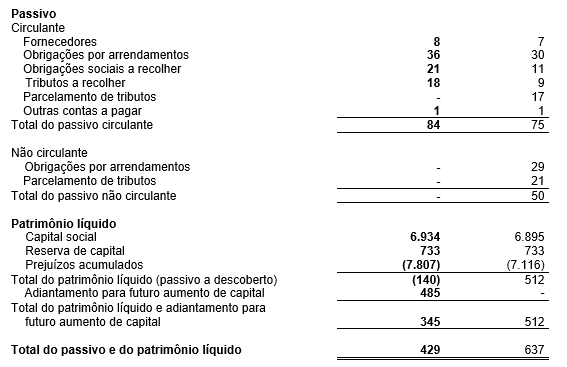 Passivo
Circulante
Fornecedores 8 7
Obrigações por arrendamentos 36 30
Obrigações sociais a recolher 21 11
Tributos a recolher 18 9
Parcelamento de tributos - 17
Outras contas a pagar 1 1
Total do passivo circulante 84 75
Não circulante
Obrigações por arrendamentos - 29
Parcelamento de tributos - 21
Total do passivo não circulante - 50
Patrimônio líquido
Capital social 6.934 6.895
Reserva de capital 733 733
Prejuízos acumulados (7.807) (7.116)
Total do patrimônio líquido (passivo a descoberto) (140) 512
Adiantamento para futuro aumento de capital 485 -
Total do patrimônio líquido e adiantamento para
futuro aumento de capital 345 512
Total do passivo e do patrimônio líquido 429 637